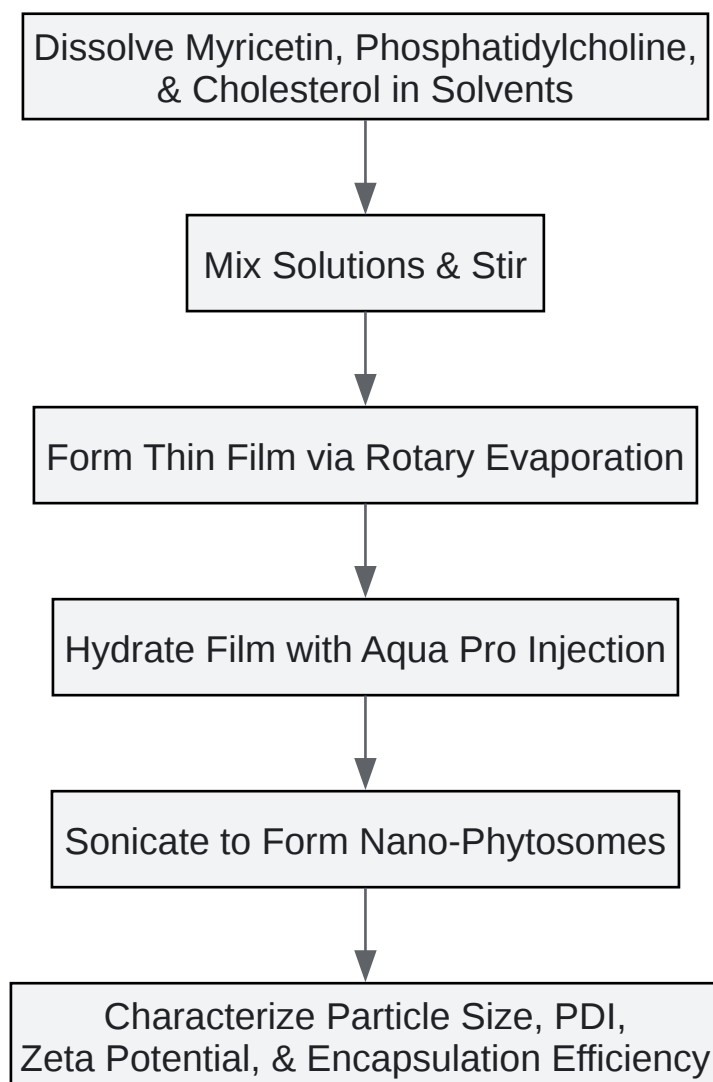 Dissolve Myricetin, Phosphatidylcholine,
& Cholesterol in Solvents
Mix Solutions & Stir
Form Thin Film via Rotary Evaporation
Hydrate Film with Aqua Pro Injection
Sonicate to Form Nano-Phytosomes
Characterize Particle Size, PDI,
Zeta Potential, & Encapsulation Efficiency